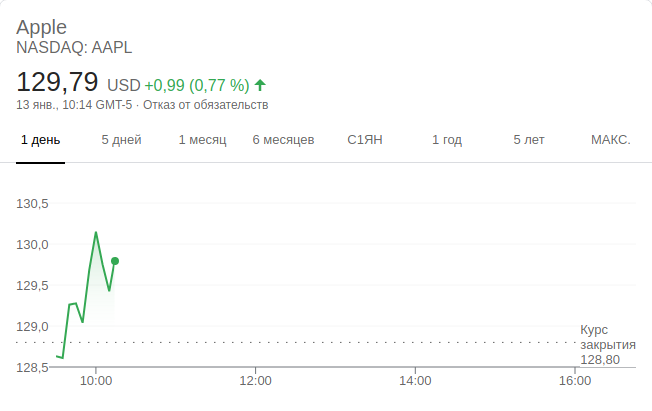 Apple
NASDAQ: AAPL
129,79 USD +0,99 (0,77 %)
13 янв., 10:14 GMT-5 · Отказ от обязательств
1 день 5 дней 1 месяц 6 месяцев С1ЯН 1 год 5 лет МАКС.
130,5
130,0
129,5
129,0
128,5
Курс
закрытия
128,80
10:00 12:00 14:00 16:00